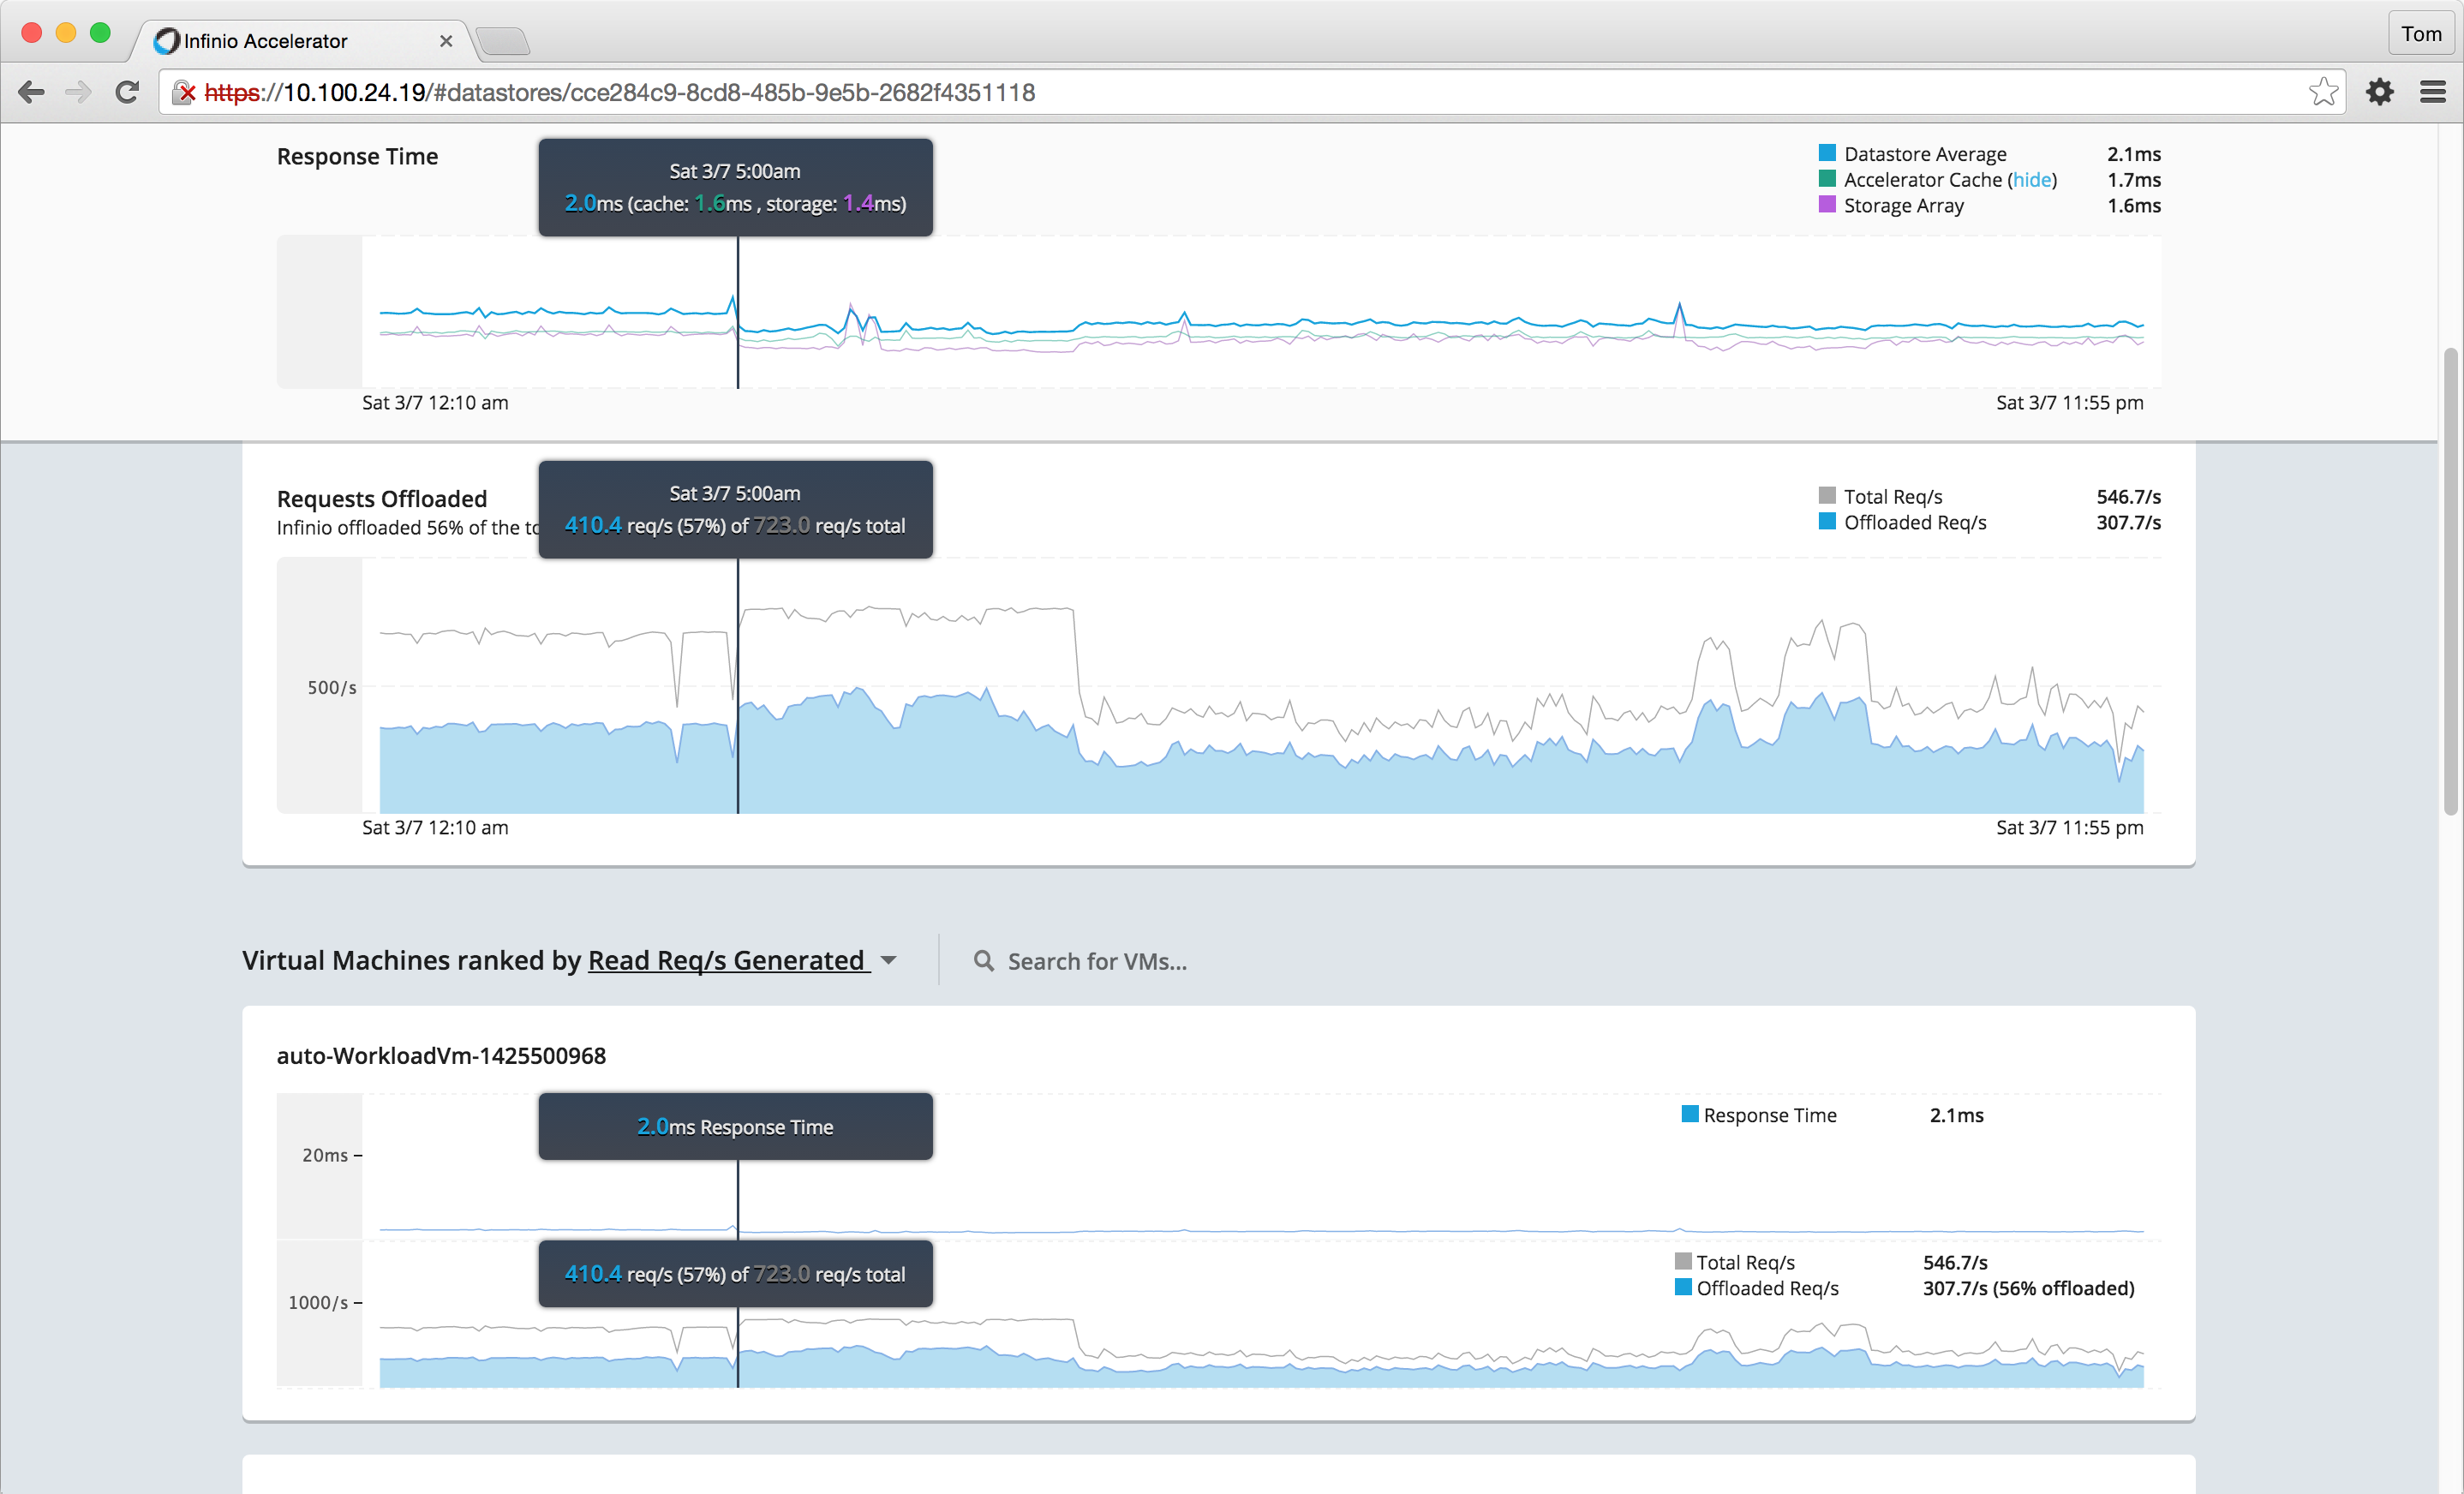 Infinio Accelerator
Tom
https://10.100.24.19/#datastores/cce284c9-8cd8-485b-9e5b-2682f4351118
Response Time
Sat 3/7 5:00am
2.0ms (cache: 1.6ms , storage: 1.4ms)
Datastore Average 2.1ms
Accelerator Cache (hide) 1.7ms
Storage Array 1.6ms
Sat 3/7 12:10 am
Sat 3/7 11:55 pm
Requests Offloaded
Infinio offloaded 56% of the
Sat 3/7 5:00am
410.4 req/s (57%) of 723.0 req/s total
Total Req/s 546.7/s
Offloaded Req/s 307.7/s
500/s
Sat 3/7 12:10 am
Sat 3/7 11:55 pm
Virtual Machines ranked by Read Req/s Generated
Search for VMs...
auto-WorkloadVm-1425500968
2.0ms Response Time
Response Time 2.1ms
20ms
410.4 req/s (57%) of 723.0 req/s total
Total Req/s 546.7/s
Offloaded Req/s 307.7/s (56% offloaded)
1000/s